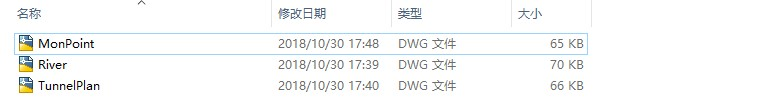 名称 修改日期 类型 大小
MonPoint 2018/10/30 17:48 DWG 文件 65 KB
River 2018/10/30 17:39 DWG 文件 70 KB
TunnelPlan 2018/10/30 17:40 DWG 文件 66 KB